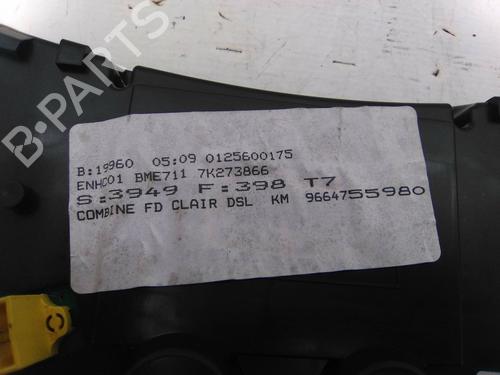 B-PARTS
B:19960 05:09 0125600175
ENHC01 BME711 7K273866
S:3949 F:398 T7
COMBINE FD CLAIR DSL KM 9664755980